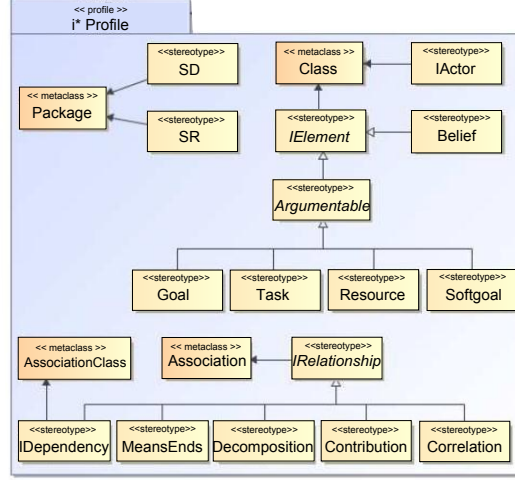 << profile >>
i* Profile
<<stereotype>>
SD
<< metaclass >>
Class
<<stereotype>>
IActor
<< metaclass >>
Package
<<stereotype>>
SR
<<stereotype>>
IElement
<<stereotype>>
Belief
<<stereotype>>
Argumentable
<<stereotype>>
Goal
<<stereotype>>
Task
<<stereotype>>
Resource
<<stereotype>>
Softgoal
<< metaclass >>
AssociationClass
<< metaclass >>
Association
<<stereotype>>
IRelationship
<<stereotype>>
IDependency
<<stereotype>>
MeansEnds
<<stereotype>>
Decomposition
<<stereotype>>
Contribution
<<stereotype>>
Correlation